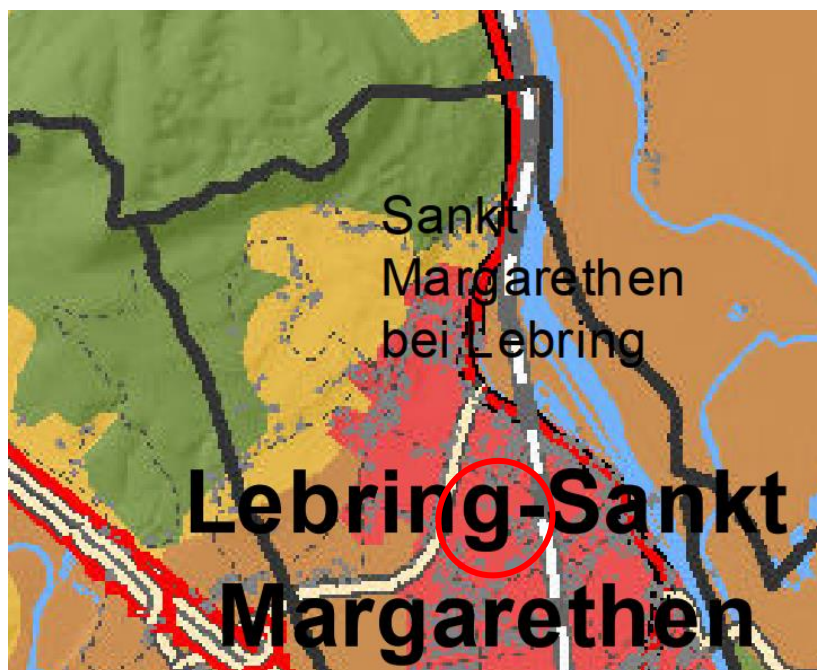 Sankt
Margarethen
bei Lebring
Lebring-Sankt
Margarethen